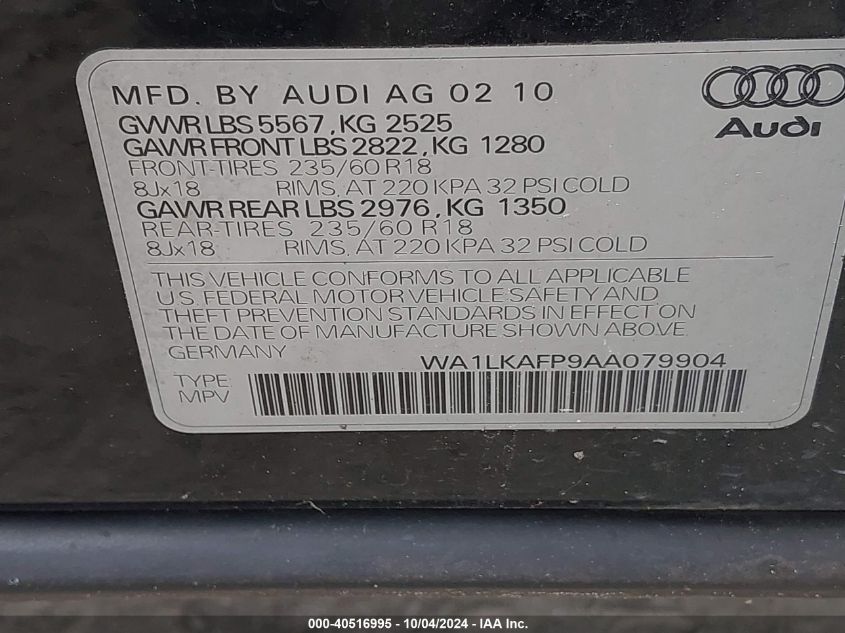 MFD. BY AUDI AG 02 10
GVWR LBS 5567, KG 2525
GAWR FRONT LBS 2822, KG 1280
FRONT-TIRES 235/60 R18
8Jx18 RIMS, AT 220 KPA 32 PSI COLD
GAWR REAR LBS 2976, KG 1350
REAR-TIRES 235/60 R18
8Jx18 RIMS, AT 220 KPA 32 PSI COLD
Audi
THIS VEHICLE CONFORMS TO ALL APPLICABLE
U.S. FEDERAL MOTOR VEHICLE SAFETY AND
THEFT PREVENTION STANDARDS IN EFFECT ON
THE DATE OF MANUFACTURE SHOWN ABOVE.
GERMANY WA1LKAFP9AA079904
TYPE:
MPV
000-40516995 - 10/04/2024 - IAA Inc.